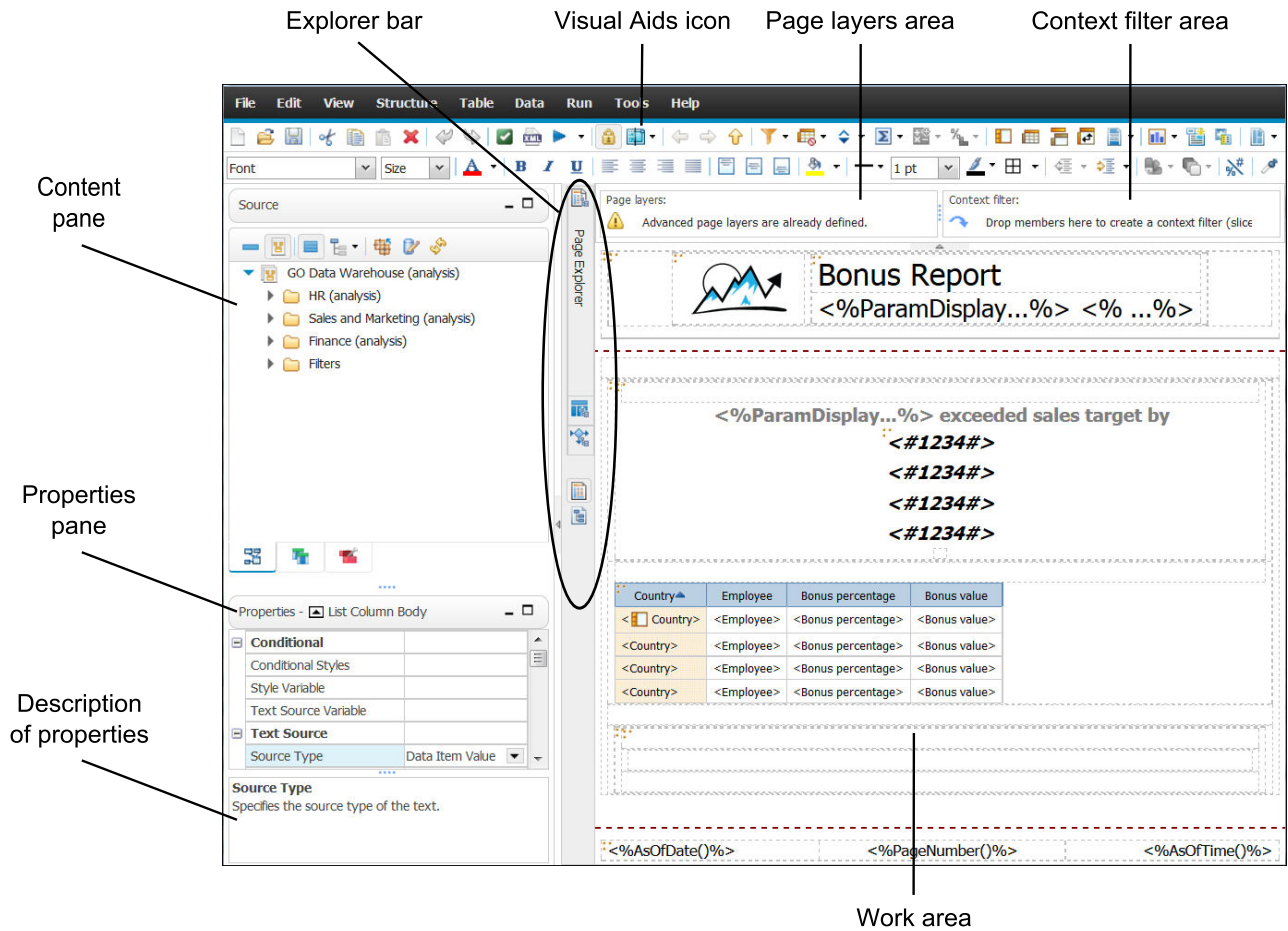 Explorer bar
Visual Aids icon
Page layers area
Context filter area
File Edit View Structure Table Data Run Tools Help
Font
Size
1 pt
Content
pane
Source
GO Data Warehouse (analysis)
HR (analysis)
Sales and Marketing (analysis)
Finance (analysis)
Filters
Page Explorer
Page layers:
Advanced page layers are already defined.
Context filter:
Drop members here to create a context filter (slice
Bonus Report
<%ParamDisplay...%> <% ...%>
<%ParamDisplay...%> exceeded sales target by
<#1234#>
<#1234#>
<#1234#>
<#1234#>
Country Employee Bonus percentage Bonus value
<Country> <Employee> <Bonus percentage> <Bonus value>
<Country> <Employee> <Bonus percentage> <Bonus value>
<Country> <Employee> <Bonus percentage> <Bonus value>
<Country> <Employee> <Bonus percentage> <Bonus value>
Properties
pane
Properties - List Column Body
Conditional
Conditional Styles
Style Variable
Text Source Variable
Text Source
Source Type Data Item Value
Description
of properties
Source Type
Specifies the source type of the text.
<%AsOfDate()%> <%PageNumber()%> <%AsOfTime()%>
Work area